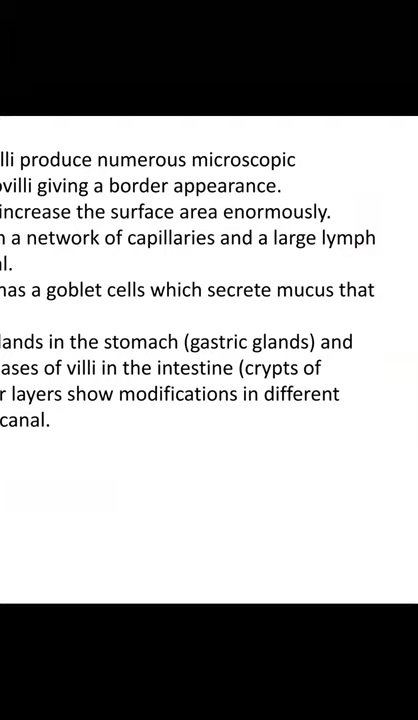 lli produce numerous microscopic
ovilli giving a border appearance.
increase the surface area enormously.
n a network of capillaries and a large lymph
al.
has a goblet cells which secrete mucus that
lands in the stomach (gastric glands) and
ases of villi in the intestine (crypts of
r layers show modifications in different
canal.